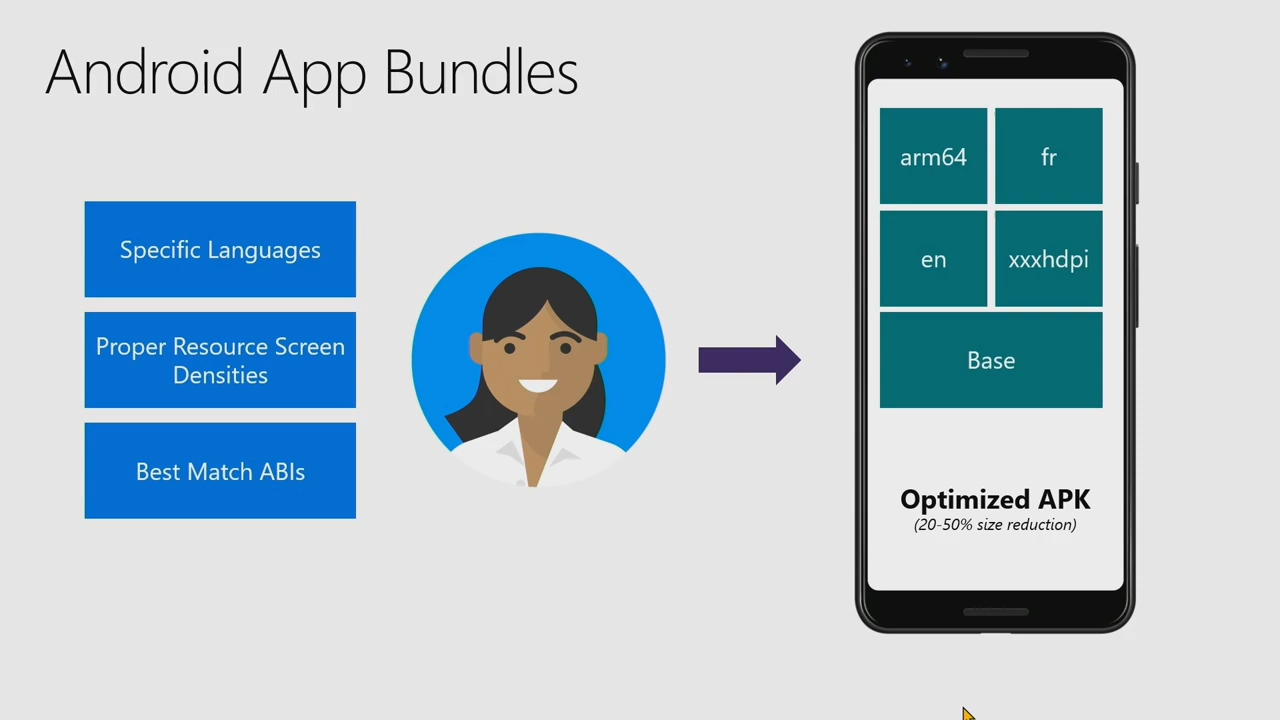 Android App Bundles
Specific Languages
Proper Resource Screen
Densities
Best Match ABIs
arm64
fr
en
xxxhdpi
Base
Optimized APK
(20-50% size reduction)